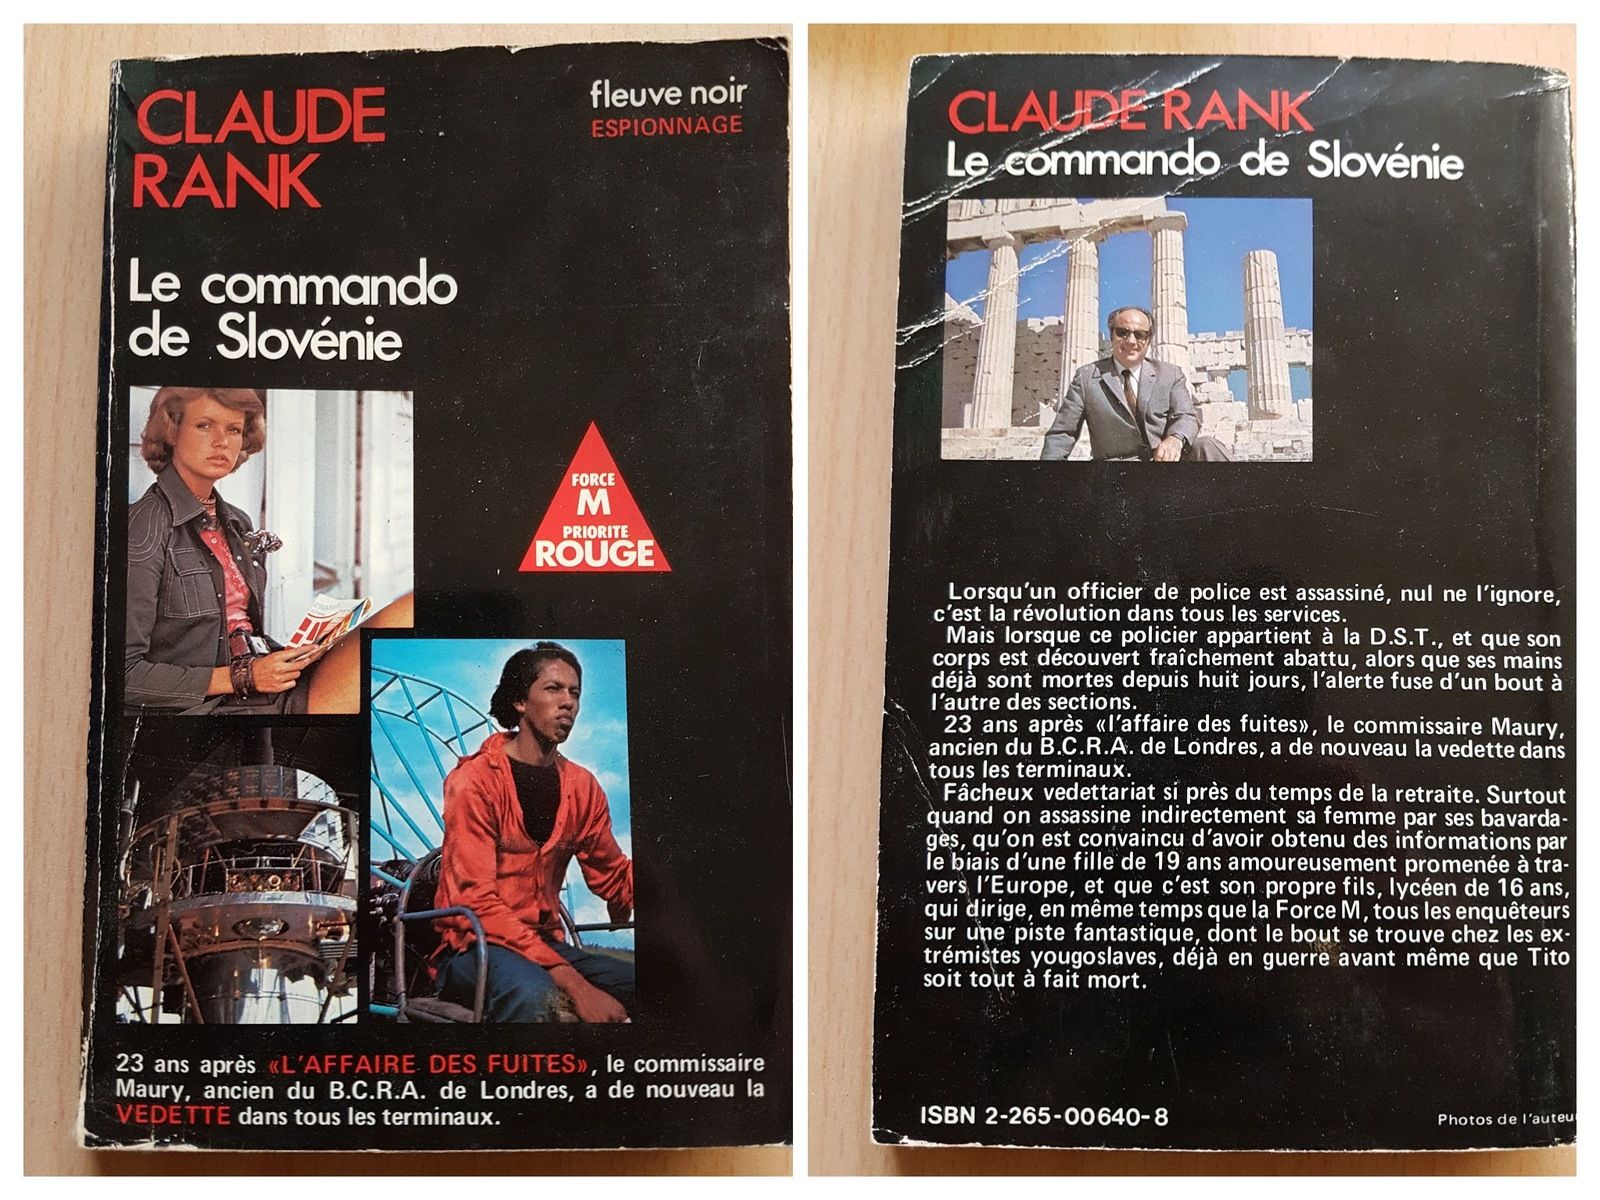 CLAUDE
RANK
fleuve noir
ESPIONNAGE
Le commando
de Slovénie
FORCE
M
PRIORITE
ROUGE
23 ans après «L'AFFAIRE DES FUITES», le commissaire
Maury, ancien du B.C.R.A. de Londres, a de nouveau la
VEDETTE dans tous les terminaux.
CLAUDE RANK
Le commando de Slovénie
Lorsqu'un officier de police est assassiné, nul ne l'ignore,
c'est la révolution dans tous les services.
Mais lorsque ce policier appartient à la D.S.T., et que son
corps est découvert fraîchement abattu, alors que ses mains
déjà sont mortes depuis huit jours, l'alerte fuse d'un bout à
l'autre des sections.
23 ans après «l'affaire des fuites», le commissaire Maury,
ancien du B.C.R.A. de Londres, a de nouveau la vedette dans
tous les terminaux.
Fâcheux vedettariat si près du temps de la retraite. Surtout
quand on assassine indirectement sa femme par ses bavarda-
ges, qu'on est convaincu d'avoir obtenu des informations par
le biais d'une fille de 19 ans amoureusement promenée à tra-
vers l'Europe, et que c'est son propre fils, lycéen de 16 ans,
qui dirige, en même temps que la Force M, tous les enquêteurs
sur une piste fantastique, dont le bout se trouve chez les ex-
trémistes yougoslaves, déjà en guerre avant même que Tito
soit tout à fait mort.
ISBN 2-265-00640-8
Photos de l'auteu